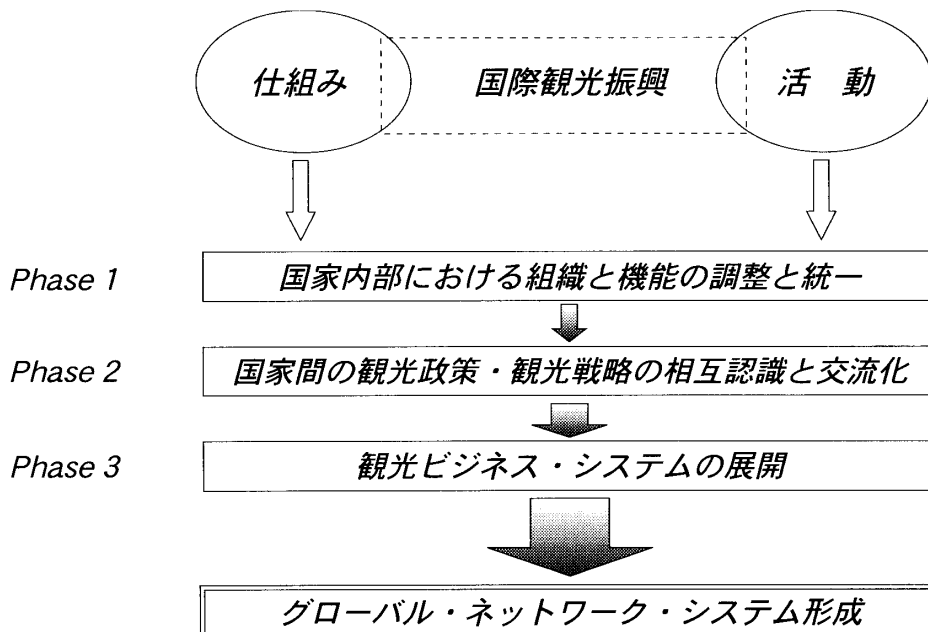 仕組み 国際観光振興 活 動
Phase 1 国家内部における組織と機能の調整と統一
Phase 2 国家間の観光政策・観光戦略の相互認識と交流化
Phase 3 観光ビジネス・システムの展開
グローバル・ネットワーク・システム形成